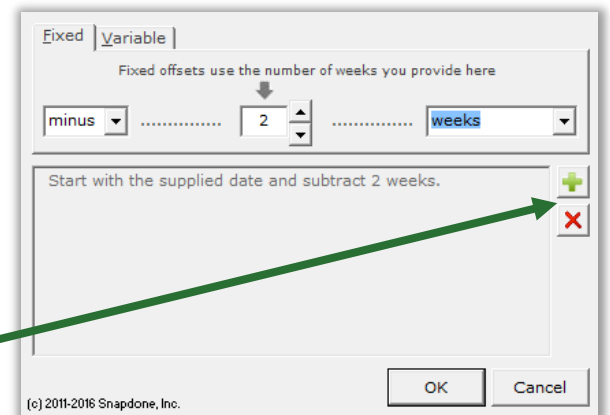 Fixed Variable
Fixed offsets use the number of weeks you provide here
minus ............... 2 ............... weeks
Start with the supplied date and subtract 2 weeks.
OK Cancel
(c) 2011-2016 Snapdone, Inc.